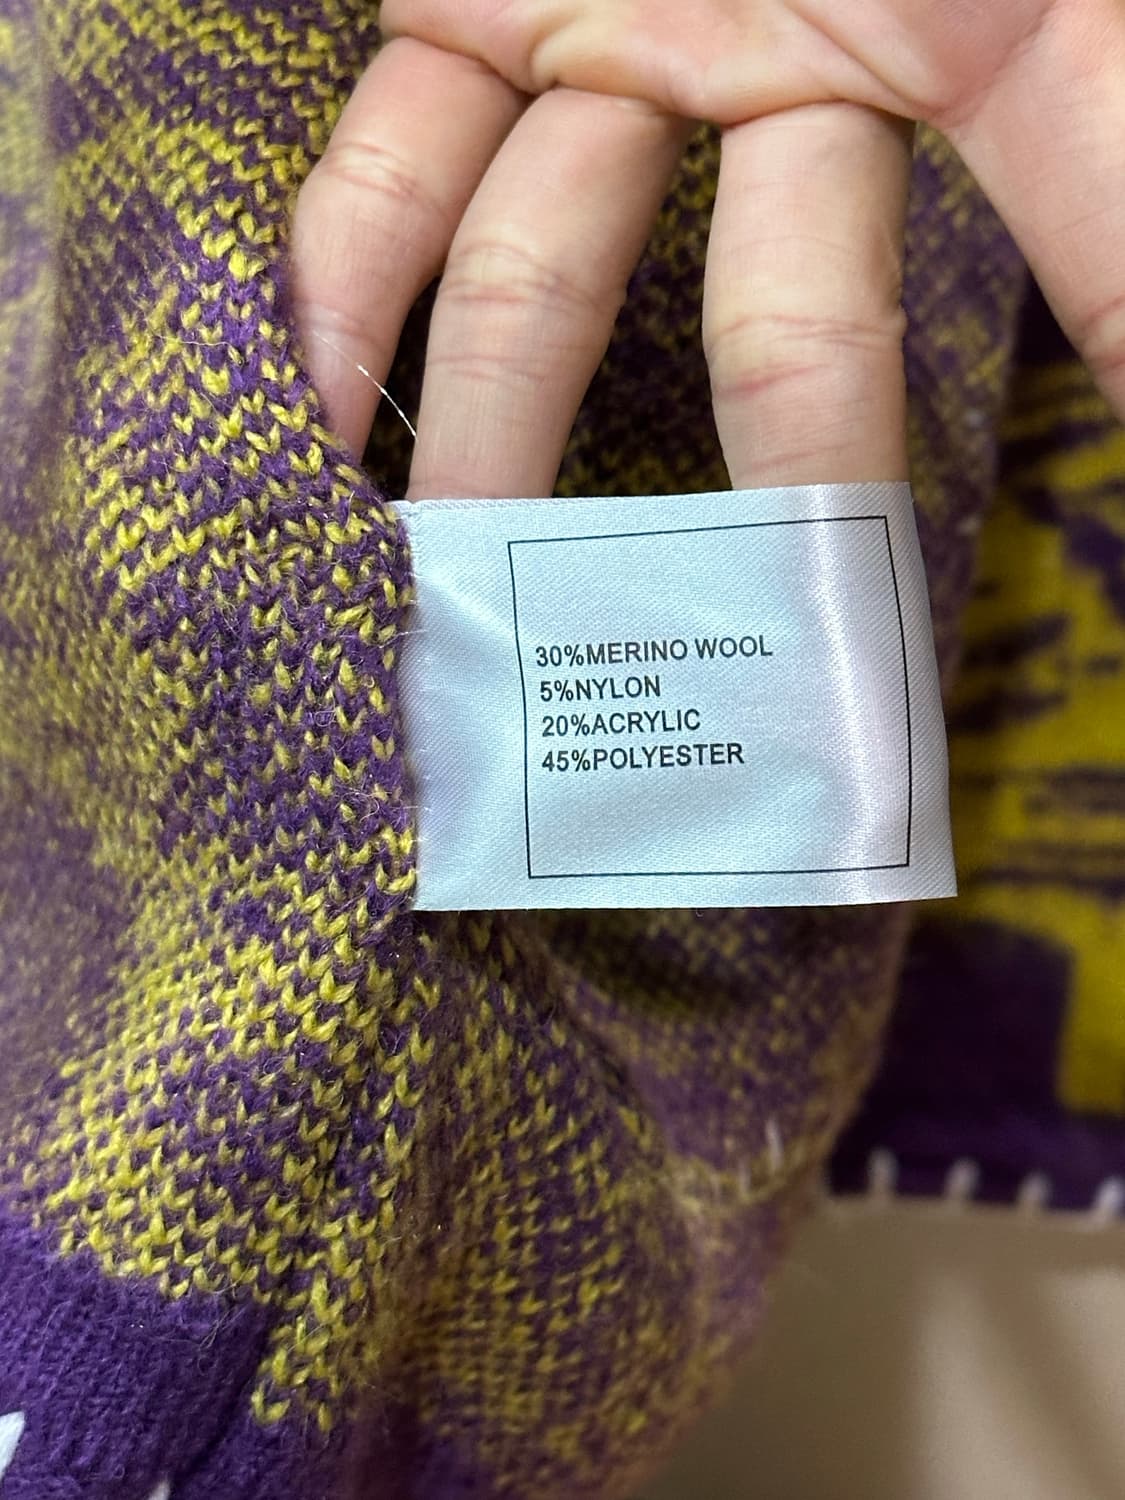 30%MERINO WOOL
5%NYLON
20%ACRYLIC
45%POLYESTER